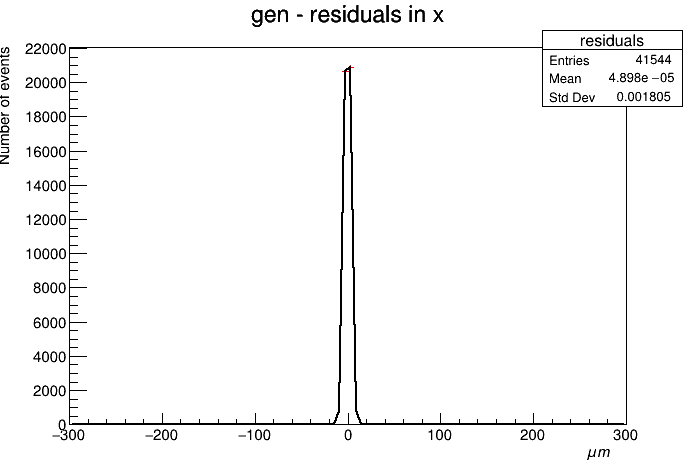 gen - residuals in x
residuals
Entries 41544
Mean 4.898e−05
Std Dev 0.001805
Number of events
22000
20000
18000
16000
14000
12000
10000
8000
6000
4000
2000
0
−300 −200 −100 0 100 200 300
μm